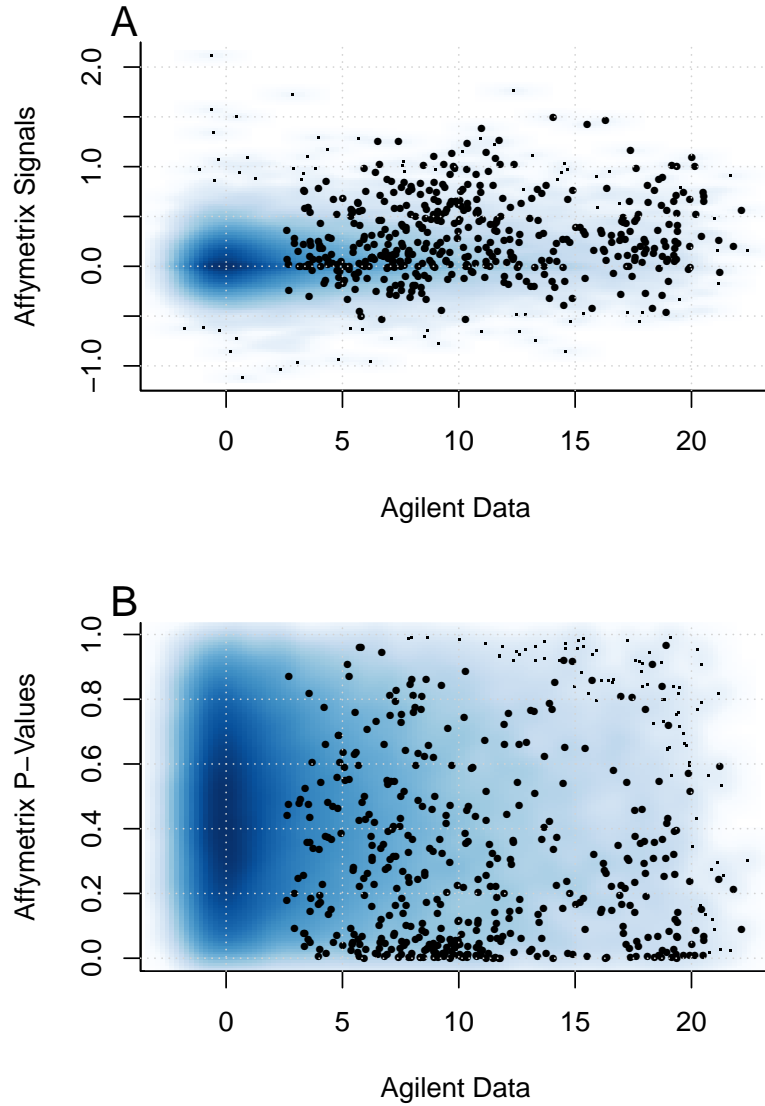 A
Affymetrix Signals
2.0
1.0
0.0
−1.0
0 5 10 15 20
Agilent Data
B
Affymetrix P−Values
1.0
0.8
0.6
0.4
0.2
0.0
0 5 10 15 20
Agilent Data